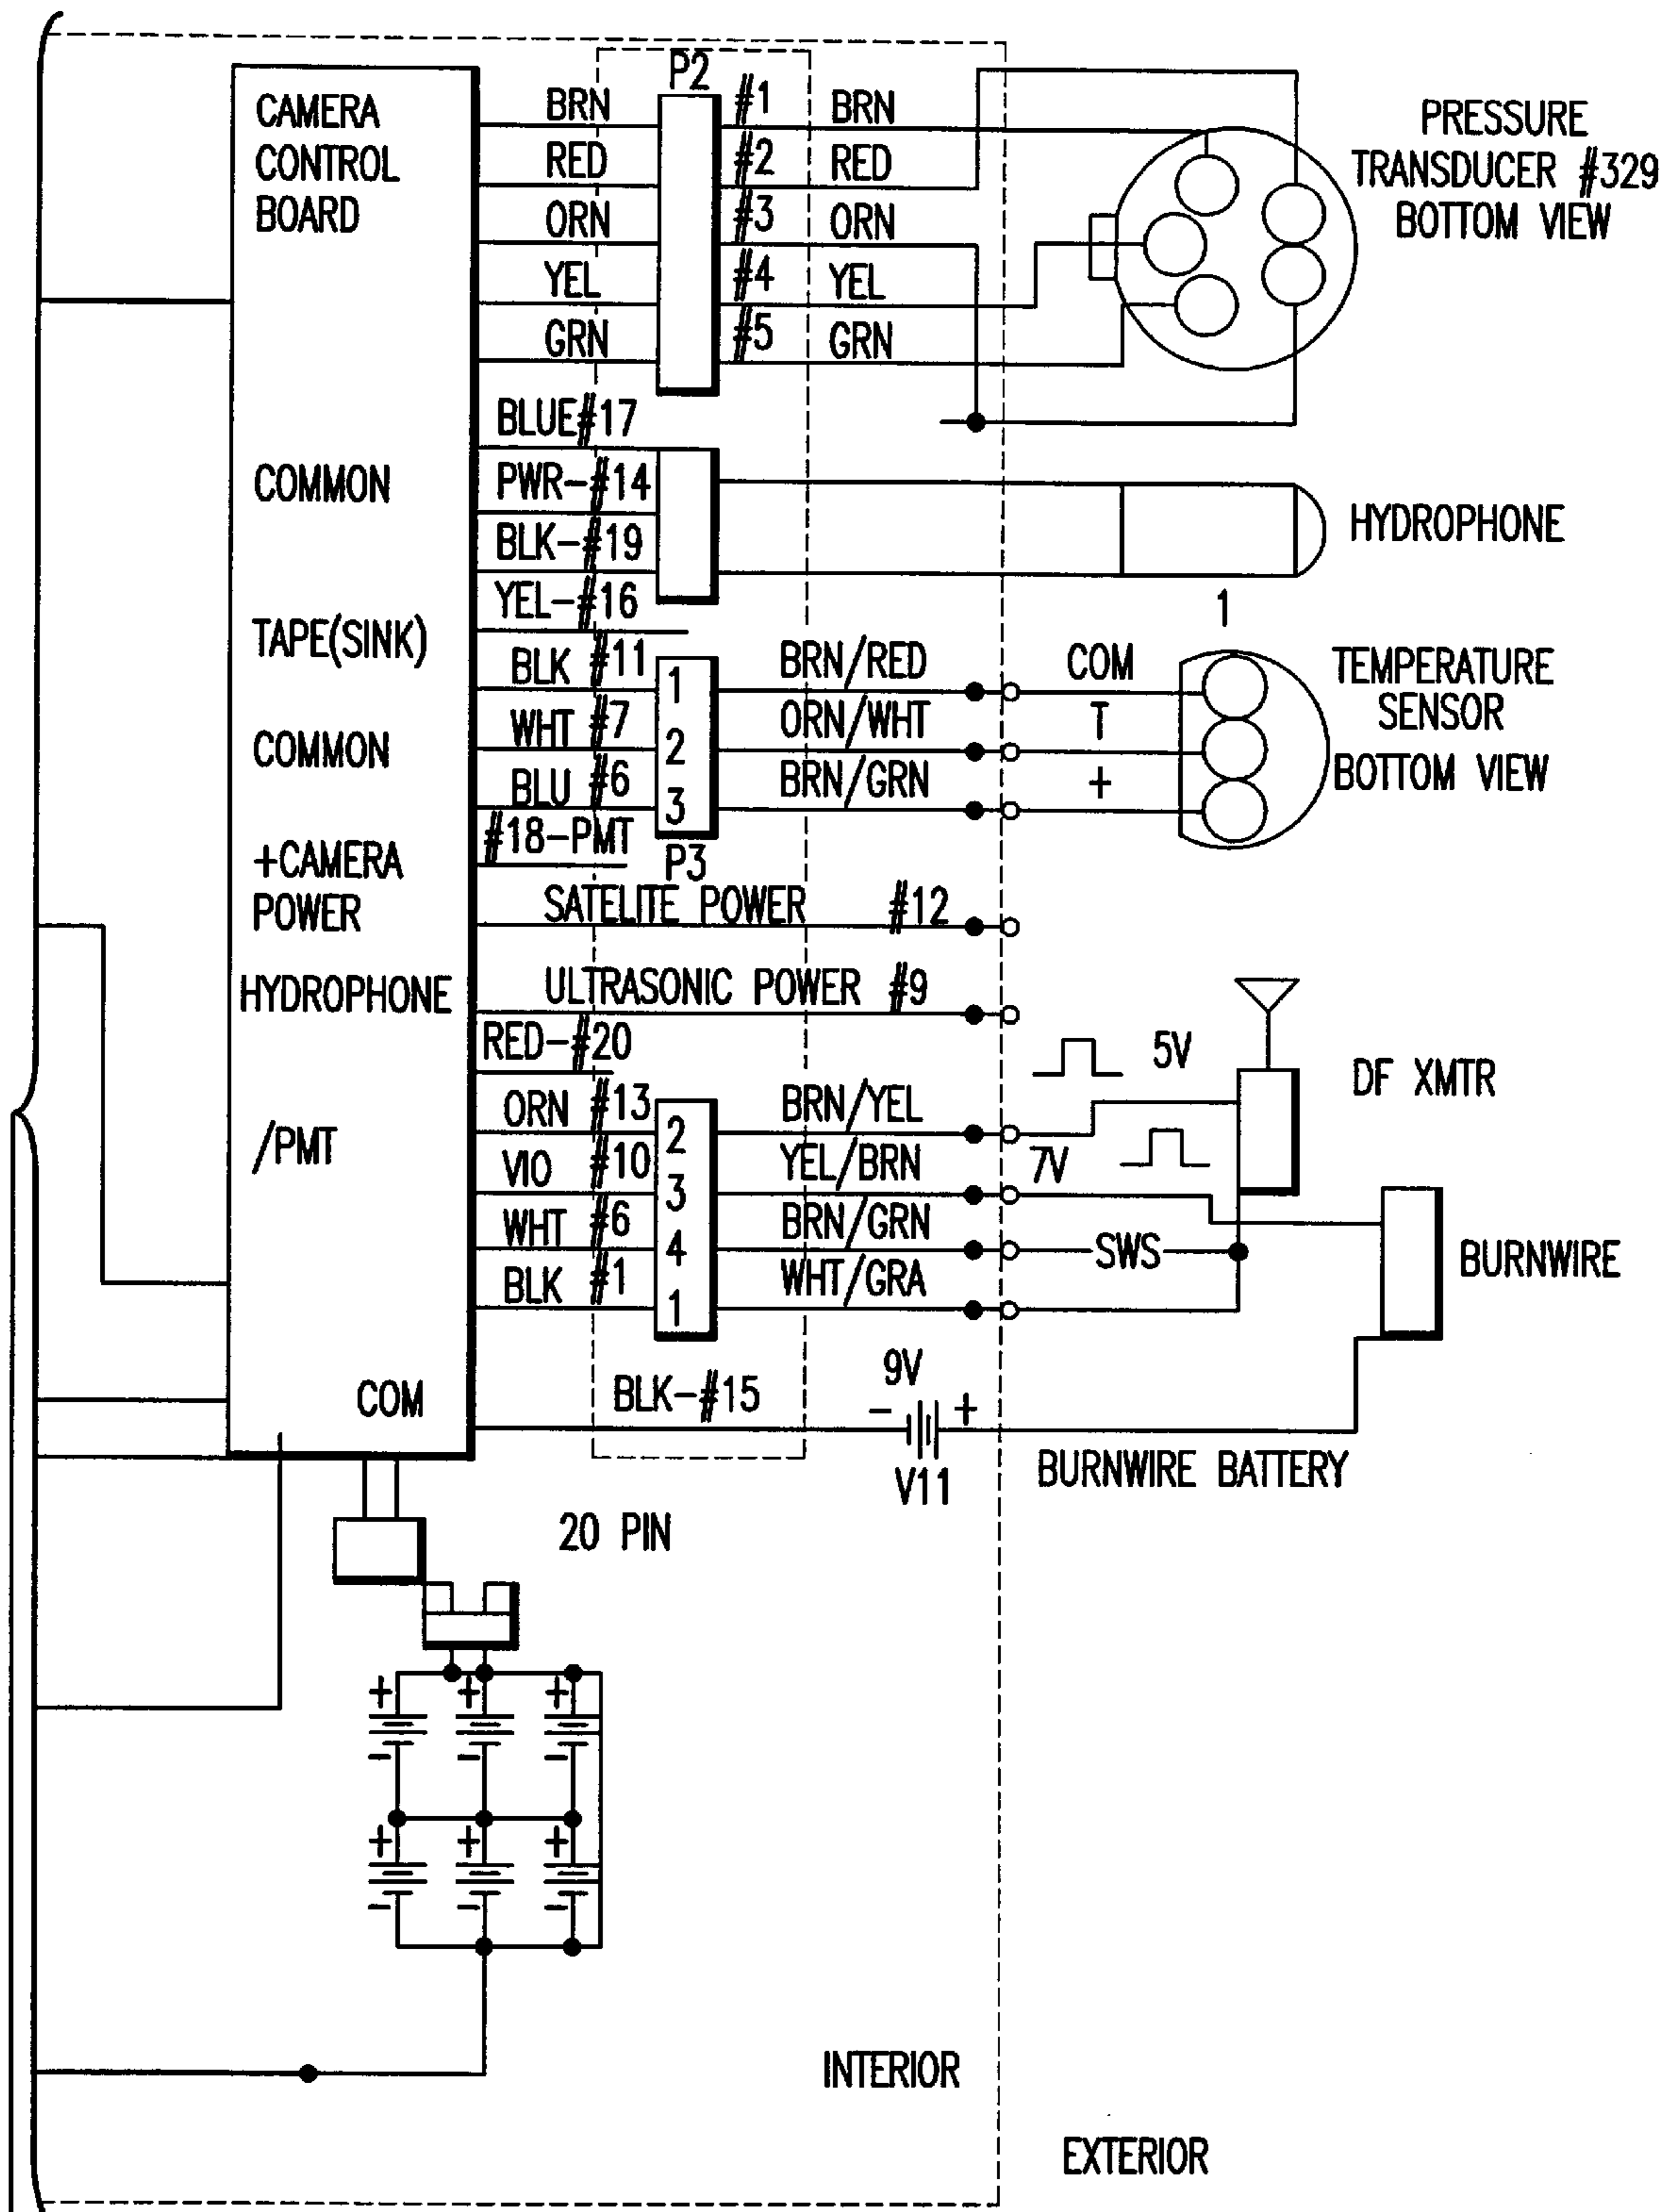 P2
CAMERA
CONTROL
BOARD
BRN #1 BRN
RED #2 RED
ORN #3 ORN
YEL #4 YEL
GRN #5 GRN
PRESSURE
TRANSDUCER #329
BOTTOM VIEW
BLUE#17
COMMON
PWR-#14
BLK-#19
YEL-#16
HYDROPHONE
1
TAPE(SINK)
BLK #11 1 BRN/RED COM
WHT #7 2 ORN/WHT T
BLU #6 3 BRN/GRN +
TEMPERATURE
SENSOR
BOTTOM VIEW
COMMON
#18-PMT
P3
+CAMERA
POWER
SATELITE POWER #12
HYDROPHONE
ULTRASONIC POWER #9
RED-#20
5V
DF XMTR
/PMT
ORN #13 2 BRN/YEL
VIO #10 3 YEL/BRN 7V
WHT #6 4 BRN/GRN SWS
BLK #1 1 WHT/GRA
BURNWIRE
COM
BLK-#15
9V
- +
V11
BURNWIRE BATTERY
20 PIN
+ + +
- - -
+ + +
- - -
INTERIOR
EXTERIOR